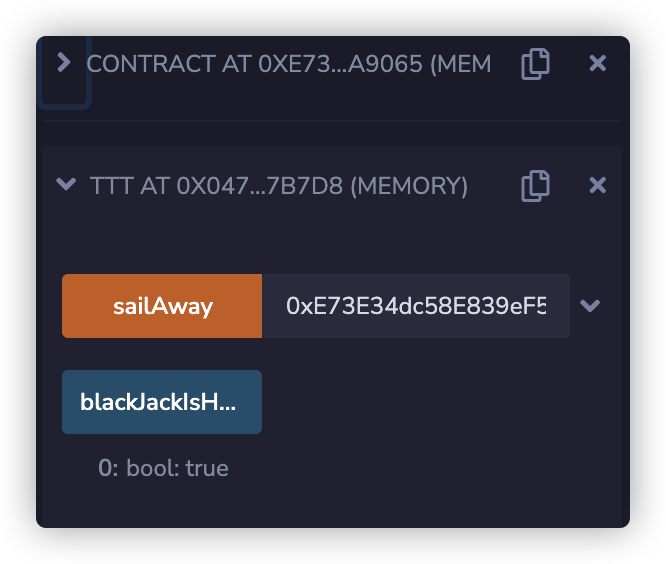 CONTRACT AT 0XE73...A9065 (MEM
TTT AT 0X047...7B7D8 (MEMORY)
sailAway 0xE73E34dc58E839eF5
blackJackIsH...
0: bool: true